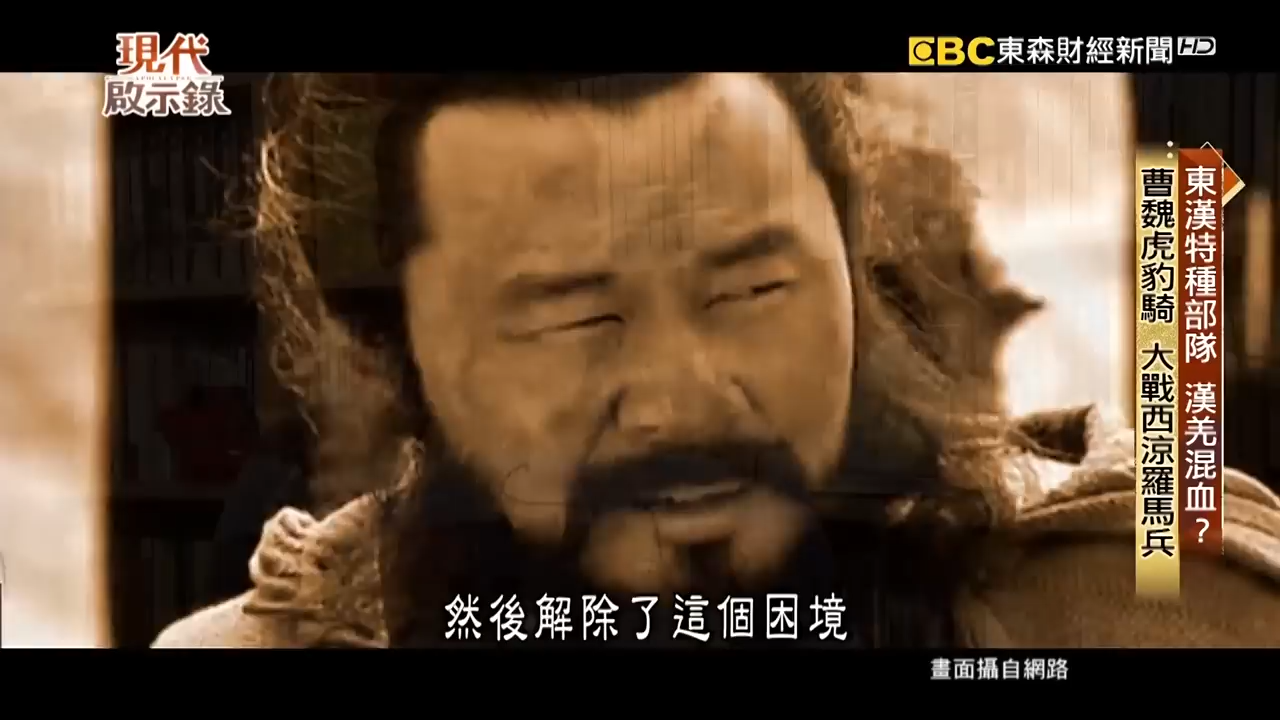 現代
APOCALYPSE
啟示錄
EBC東森財經新聞HD
東漢特種部隊 漢羌混血？
曹魏虎豹騎 大戰西涼羅馬兵
然後解除了這個困境
畫面攝自網路